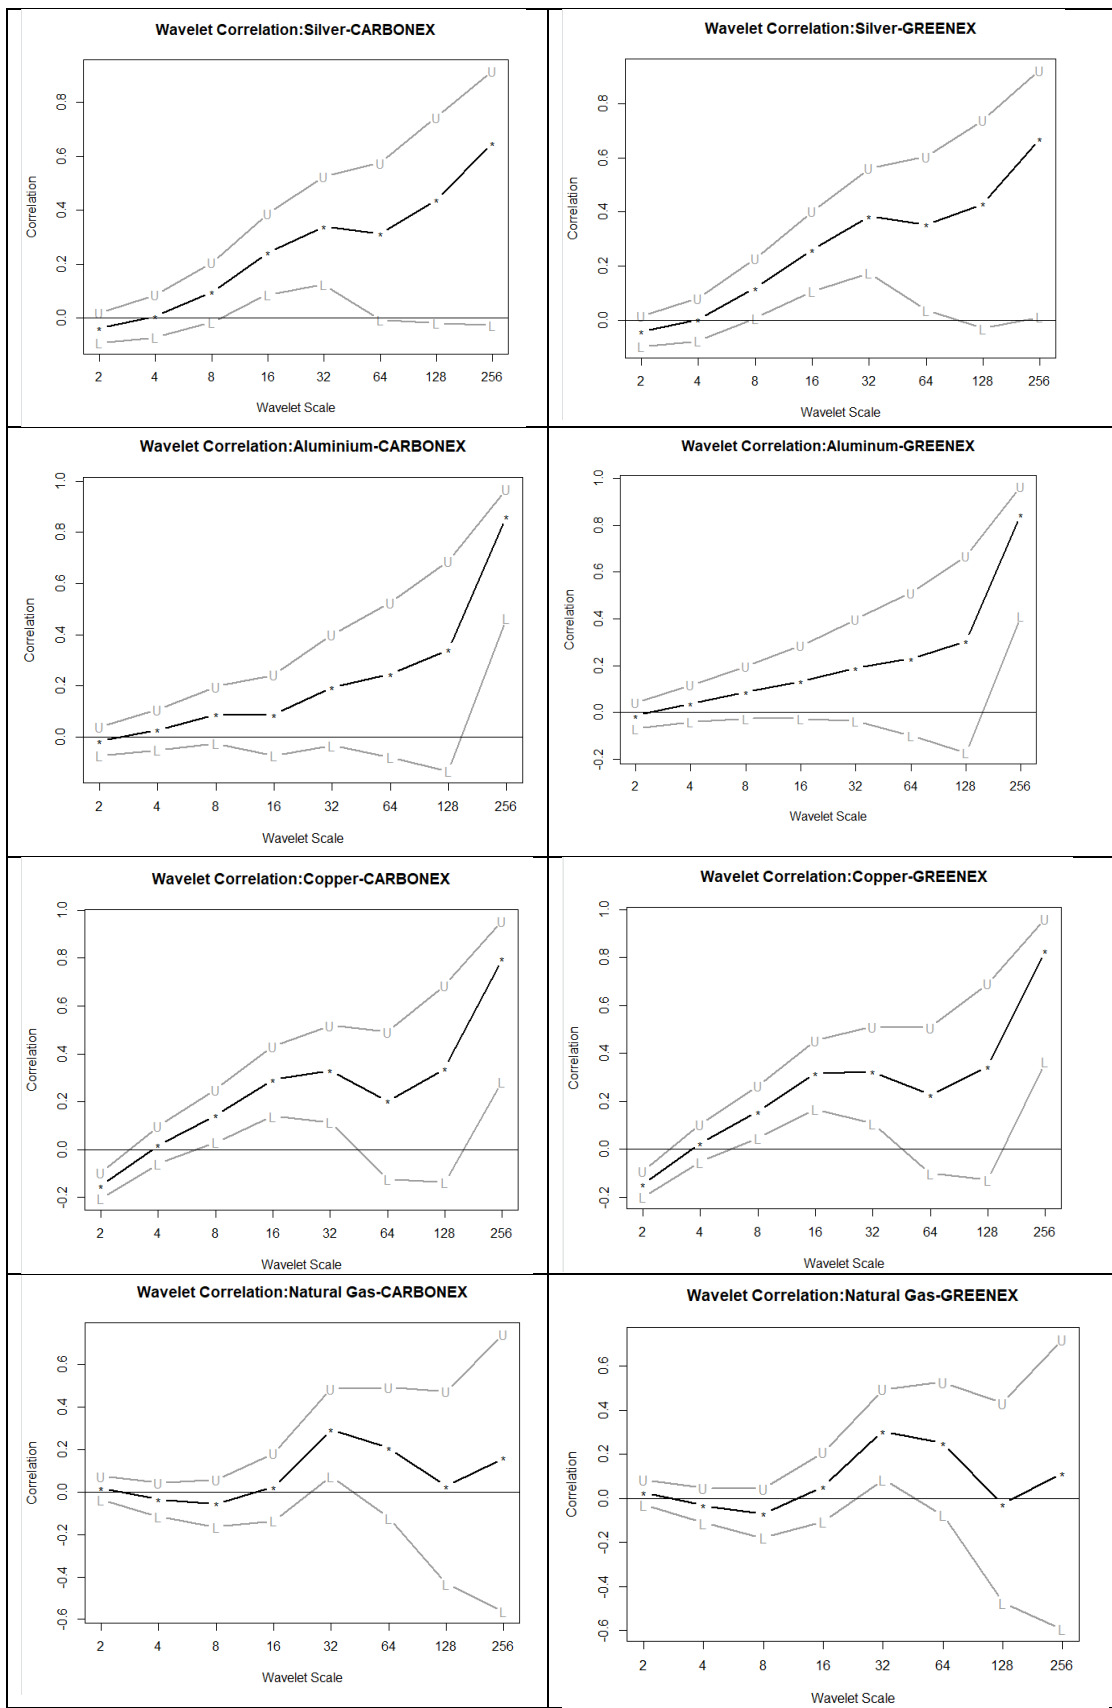 Wavelet Correlation:Silver-CARBONEX
Correlation
0.0 0.2 0.4 0.6 0.8
U U U U U U U U
* * * * * * * *
L L L L L L L L
2 4 8 16 32 64 128 256
Wavelet Scale
Wavelet Correlation:Silver-GREENEX
Correlation
0.0 0.2 0.4 0.6 0.8
U U U U U U U U
* * * * * * * *
L L L L L L L L
2 4 8 16 32 64 128 256
Wavelet Scale
Wavelet Correlation:Aluminium-CARBONEX
Correlation
0.0 0.2 0.4 0.6 0.8 1.0
U U U U U U U U
* * * * * * * *
L L L L L L L L
2 4 8 16 32 64 128 256
Wavelet Scale
Wavelet Correlation:Aluminum-GREENEX
Correlation
-0.2 0.0 0.2 0.4 0.6 0.8 1.0
U U U U U U U U
* * * * * * * *
L L L L L L L L
2 4 8 16 32 64 128 256
Wavelet Scale
Wavelet Correlation:Copper-CARBONEX
Correlation
-0.2 0.0 0.2 0.4 0.6 0.8 1.0
U U U U U U U U
* * * * * * * *
L L L L L L L L
2 4 8 16 32 64 128 256
Wavelet Scale
Wavelet Correlation:Copper-GREENEX
Correlation
-0.2 0.0 0.2 0.4 0.6 0.8 1.0
U U U U U U U U
* * * * * * * *
L L L L L L L L
2 4 8 16 32 64 128 256
Wavelet Scale
Wavelet Correlation:Natural Gas-CARBONEX
Correlation
-0.6 -0.4 -0.2 0.0 0.2 0.4 0.6
U U U U U U U U
* * * * * * * *
L L L L L L L L
2 4 8 16 32 64 128 256
Wavelet Scale
Wavelet Correlation:Natural Gas-GREENEX
Correlation
-0.6 -0.4 -0.2 0.0 0.2 0.4 0.6
U U U U U U U U
* * * * * * * *
L L L L L L L L
2 4 8 16 32 64 128 256
Wavelet Scale